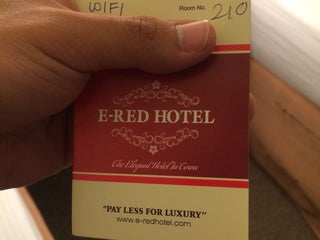 WIFI
Room No. 210
E-RED HOTEL
The Elegant Hotel In Town
"PAY LESS FOR LUXURY"
www.e-redhotel.com